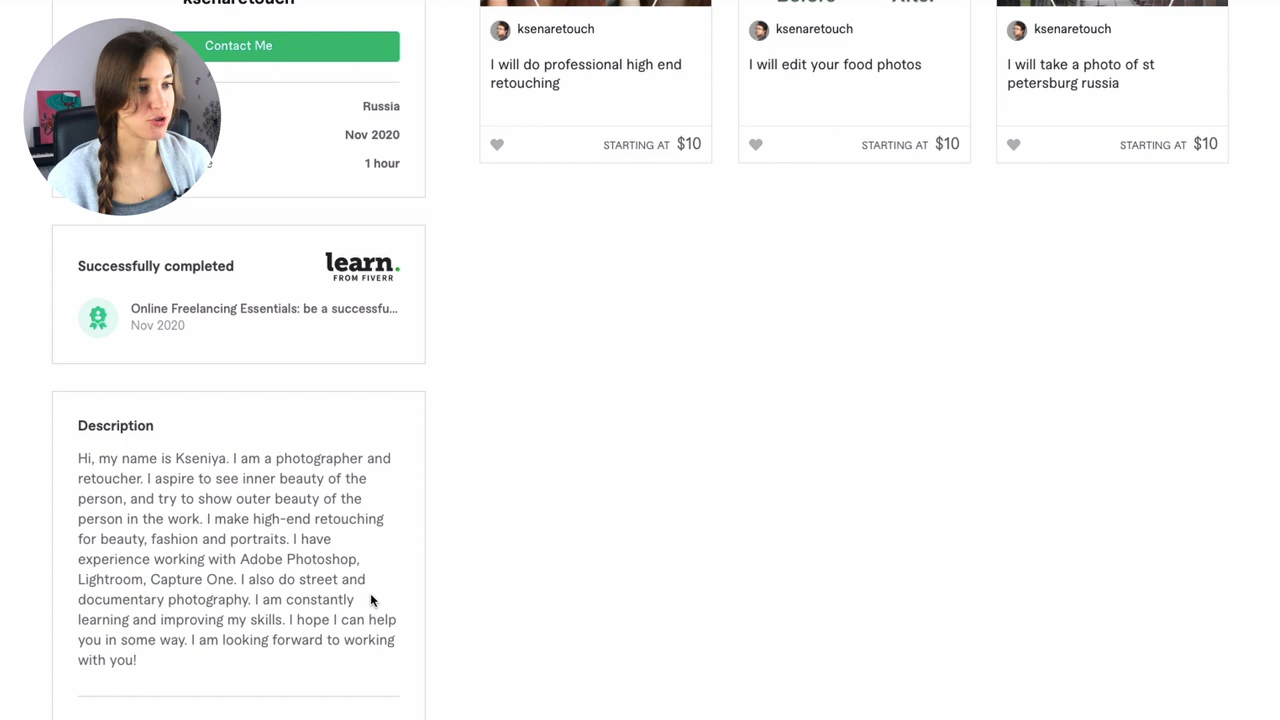 ksenaretouch
Contact Me
Russia
Nov 2020
1 hour
Successfully completed
learn.
FROM FIVERR
Online Freelancing Essentials: be a successfu...
Nov 2020
Description
Hi, my name is Kseniya. I am a photographer and
retoucher. I aspire to see inner beauty of the
person, and try to show outer beauty of the
person in the work. I make high-end retouching
for beauty, fashion and portraits. I have
experience working with Adobe Photoshop,
Lightroom, Capture One. I also do street and
documentary photography. I am constantly
learning and improving my skills. I hope I can help
you in some way. I am looking forward to working
with you!
ksenaretouch
I will do professional high end
retouching
STARTING AT $10
Before After
ksenaretouch
I will edit your food photos
STARTING AT $10
ksenaretouch
I will take a photo of st
petersburg russia
STARTING AT $10